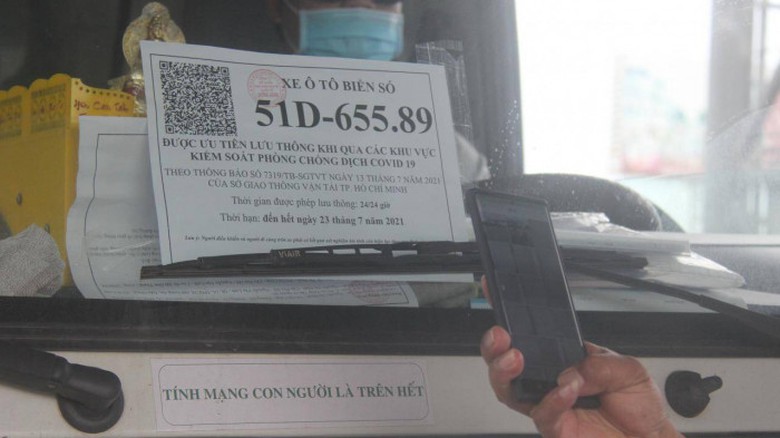 XE Ô TÔ BIỂN SỐ
51D-655.89
ĐƯỢC ƯU TIÊN LƯU THÔNG KHI QUA CÁC KHU VỰC
KIỂM SOÁT PHÒNG CHỐNG DỊCH COVID 19
THEO THÔNG BÁO SỐ 7319/TB-SGTVT NGÀY 13 THÁNG 7 NĂM 2021
CỦA SỞ GIAO THÔNG VẬN TẢI TP. HỒ CHÍ MINH
Thời gian được phép lưu thông: 24/24 giờ
Thời hạn: đến hết ngày 23 tháng 7 năm 2021
TÍNH MẠNG CON NGƯỜI LÀ TRÊN HẾT